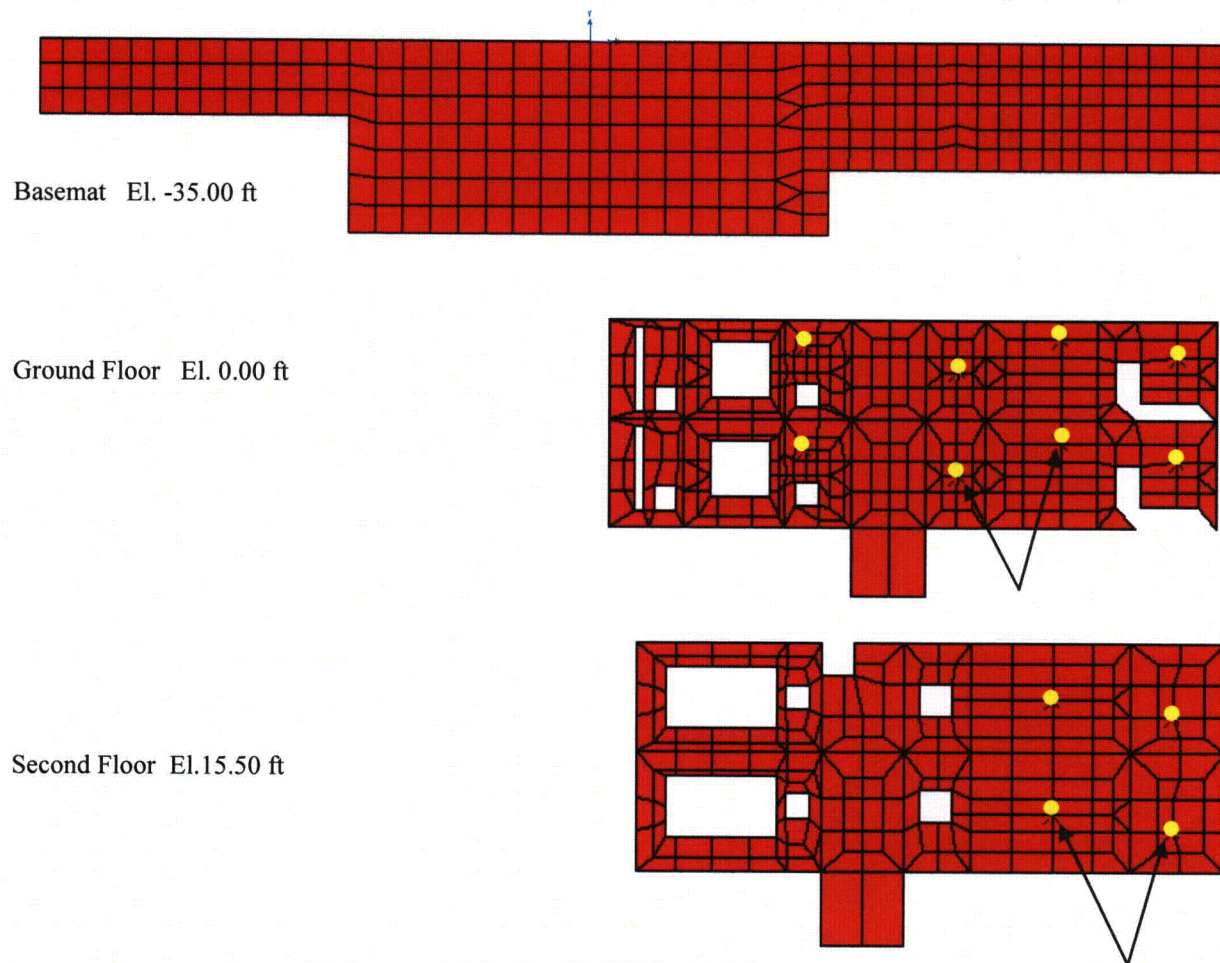 Y
Basemat El. -35.00 ft
Ground Floor El. 0.00 ft
Second Floor El.15.50 ft